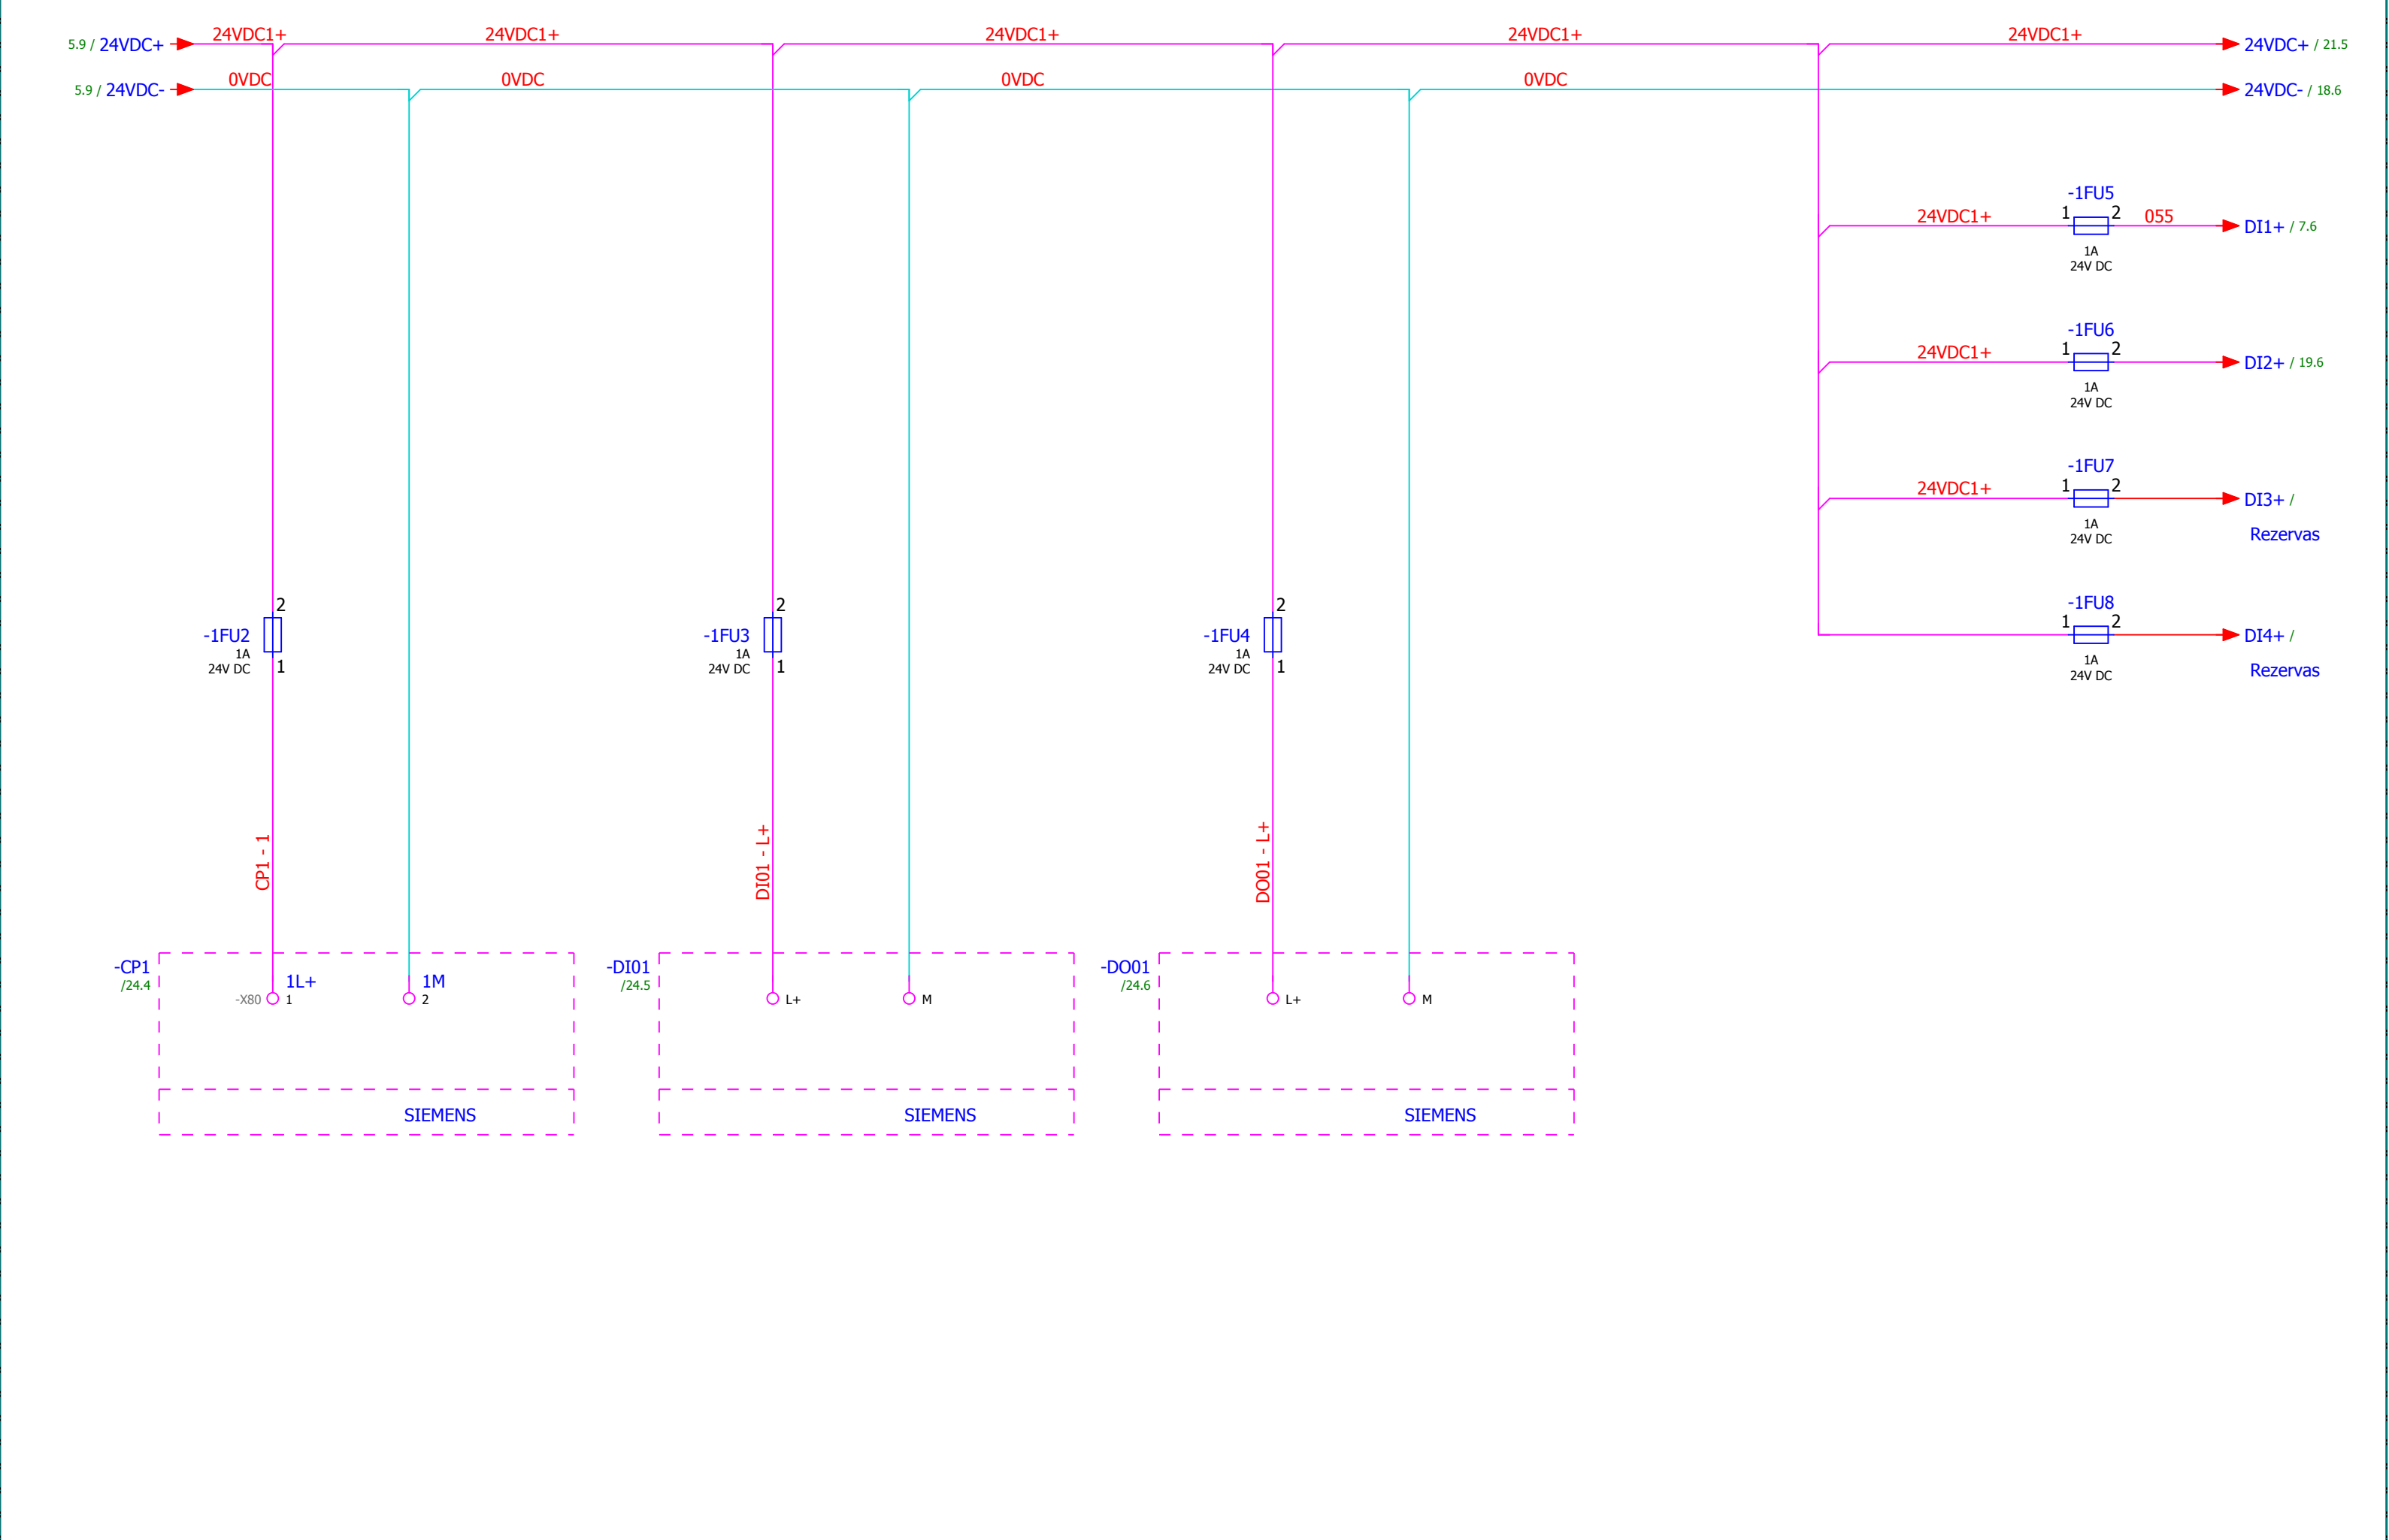 24VDC1+ 24VDC1+ 24VDC1+ 24VDC1+ 24VDC1+
5.9 / 24VDC+ 24VDC+ / 21.5
0VDC 0VDC 0VDC 0VDC
5.9 / 24VDC- 24VDC- / 18.6
-1FU5
24VDC1+ 1 2 055
DI1+ / 7.6
1A
24V DC
-1FU6
24VDC1+ 1 2
DI2+ / 19.6
1A
24V DC
-1FU7
24VDC1+ 1 2
DI3+ /
1A
24V DC
Rezervas
-1FU8
1 2
DI4+ /
1A
24V DC
Rezervas
2
-1FU2
1A
24V DC
1
2
-1FU3
1A
24V DC
1
2
-1FU4
1A
24V DC
1
CP1 - 1
DI01 - L+
DO01 - L+
-CP1
/24.4
1L+ 1M
-X80 1 2
SIEMENS
-DI01
/24.5
L+ M
SIEMENS
-DO01
/24.6
L+ M
SIEMENS